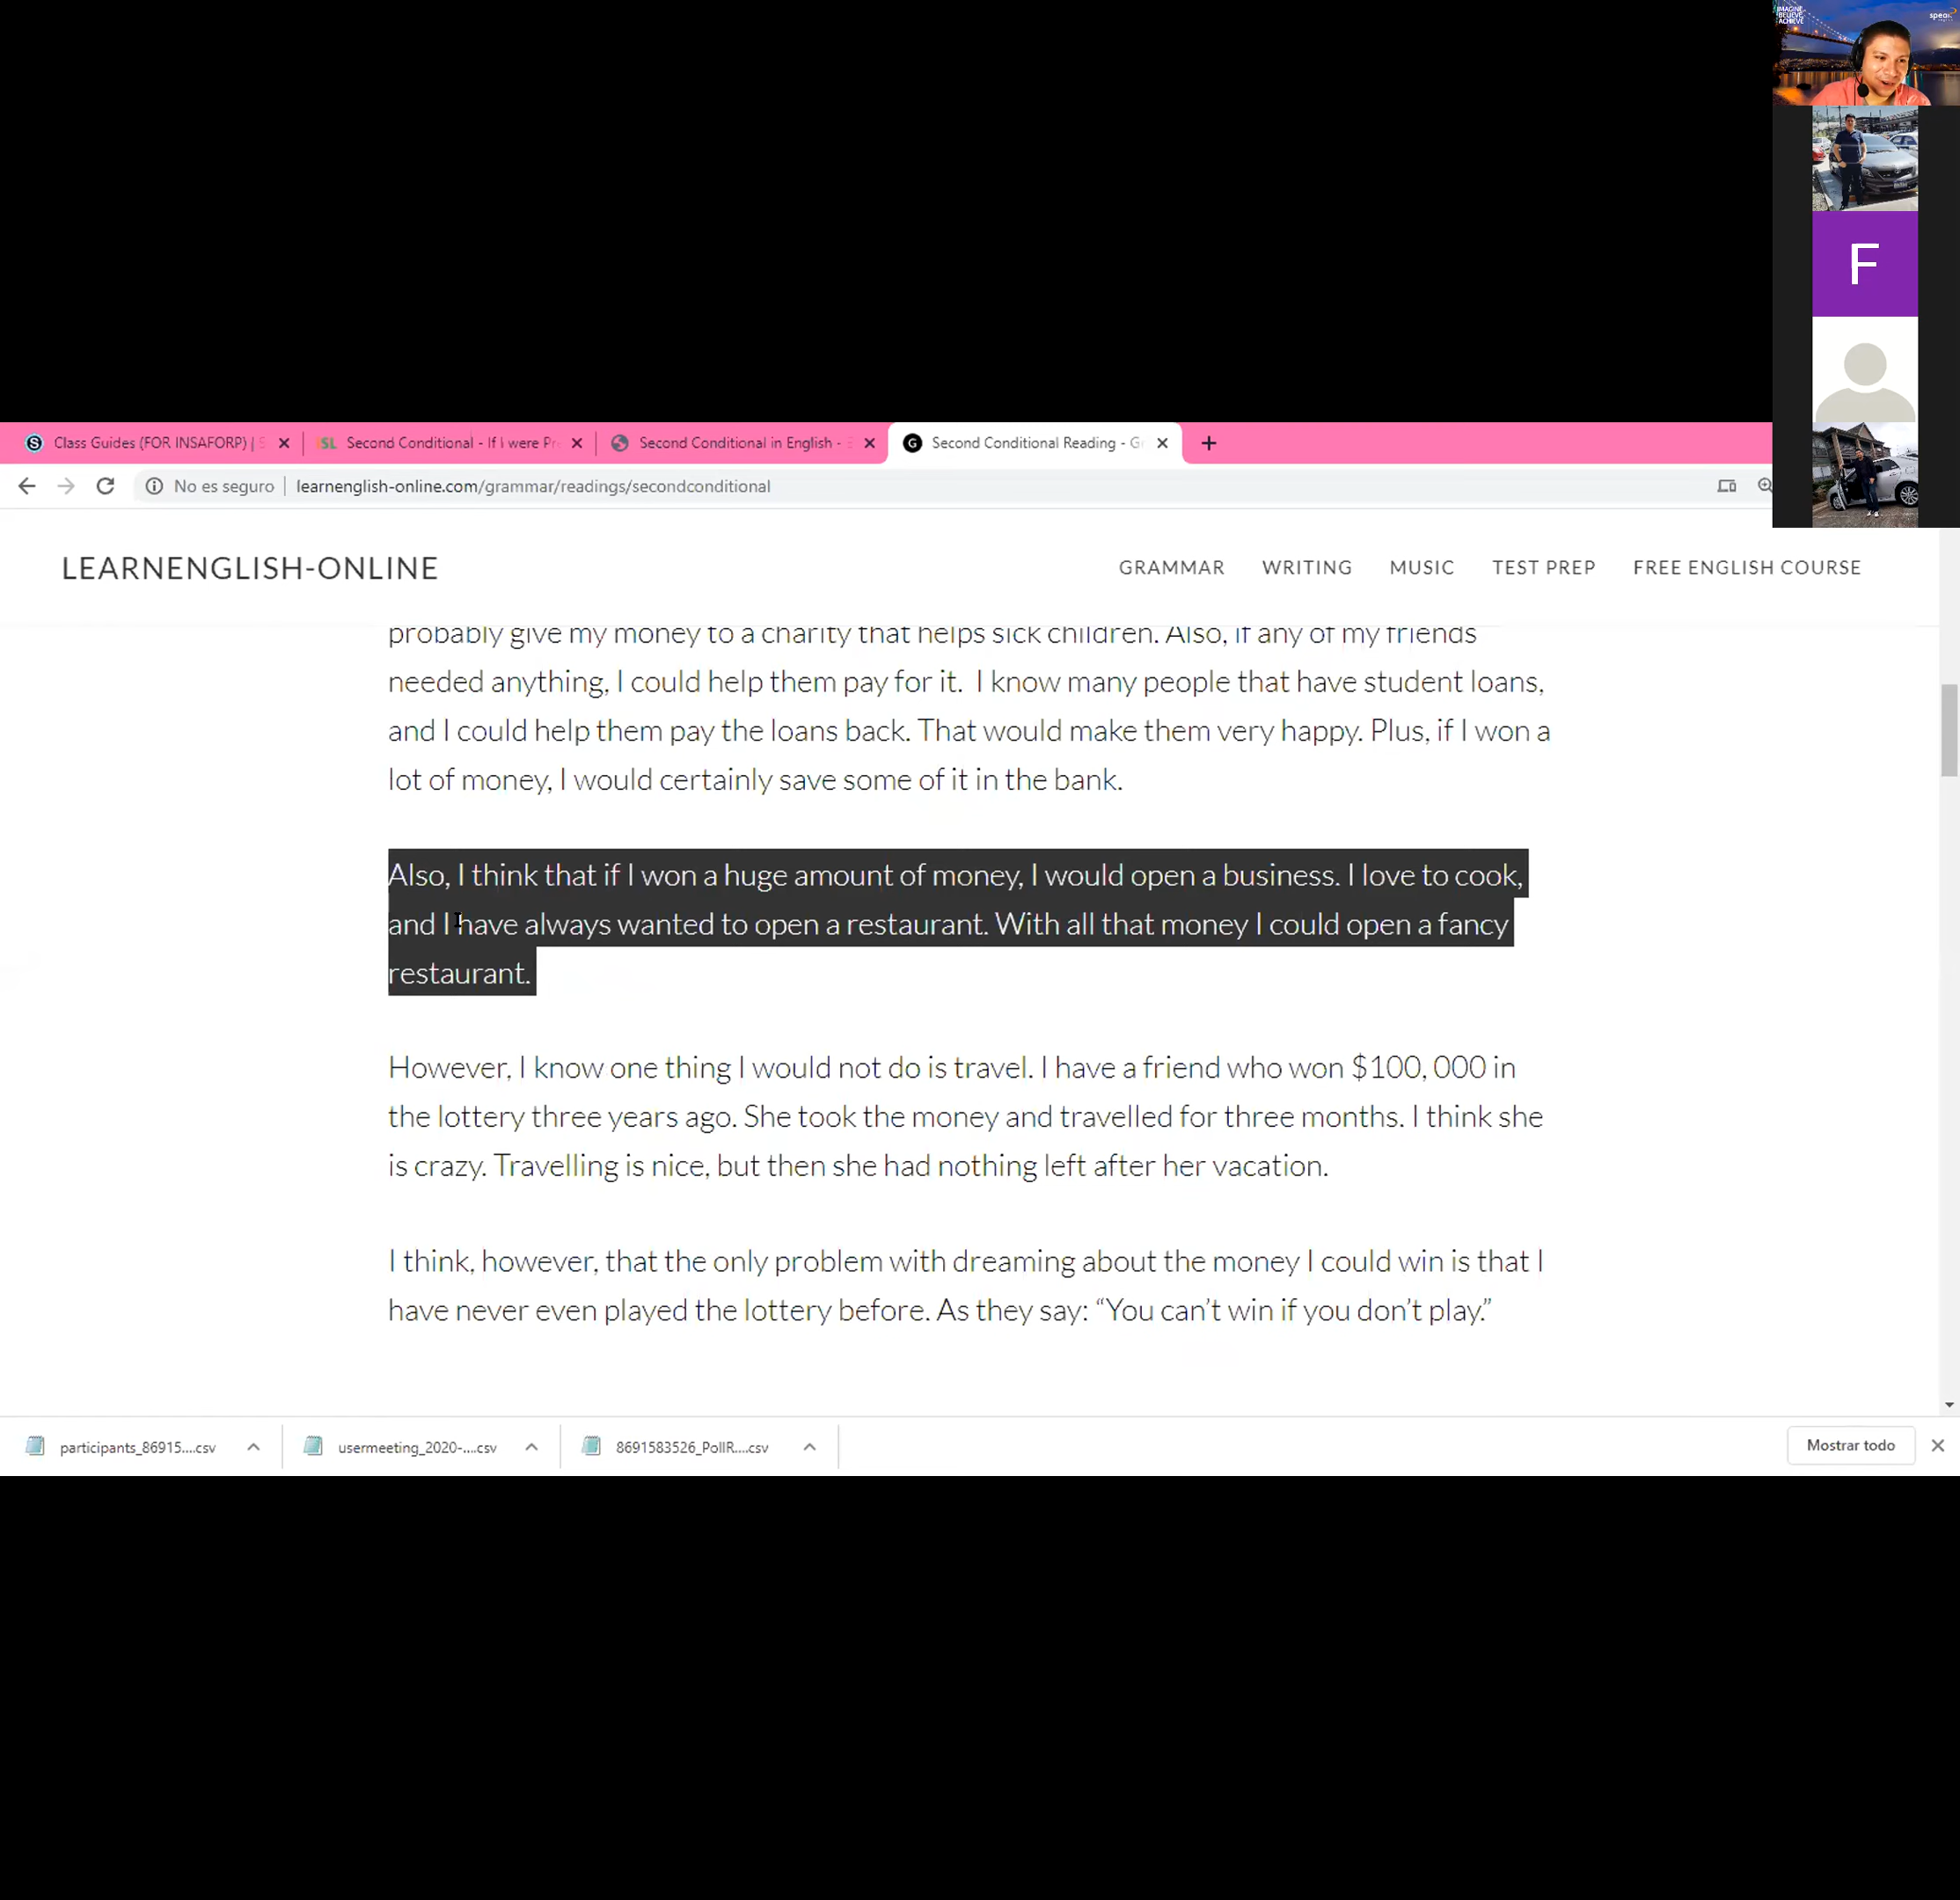 IMAGINE
BELIEVE
ACHIEVE
speak
F
Class Guides (FOR INSAFORP) | S
SL Second Conditional - If I were Pr
Second Conditional in English - 
G Second Conditional Reading - G
No es seguro | learnenglish-online.com/grammar/readings/secondconditional
LEARNENGLISH-ONLINE
GRAMMAR WRITING MUSIC TEST PREP FREE ENGLISH COURSE
probably give my money to a charity that helps sick children. Also, if any of my friends
needed anything, I could help them pay for it. I know many people that have student loans,
and I could help them pay the loans back. That would make them very happy. Plus, if I won a
lot of money, I would certainly save some of it in the bank.
Also, I think that if I won a huge amount of money, I would open a business. I love to cook,
and I have always wanted to open a restaurant. With all that money I could open a fancy
restaurant.
However, I know one thing I would not do is travel. I have a friend who won $100, 000 in
the lottery three years ago. She took the money and travelled for three months. I think she
is crazy. Travelling is nice, but then she had nothing left after her vacation.
I think, however, that the only problem with dreaming about the money I could win is that I
have never even played the lottery before. As they say: “You can’t win if you don’t play.”
participants_86915....csv
usermeeting_2020-....csv
8691583526_PollR....csv
Mostrar todo